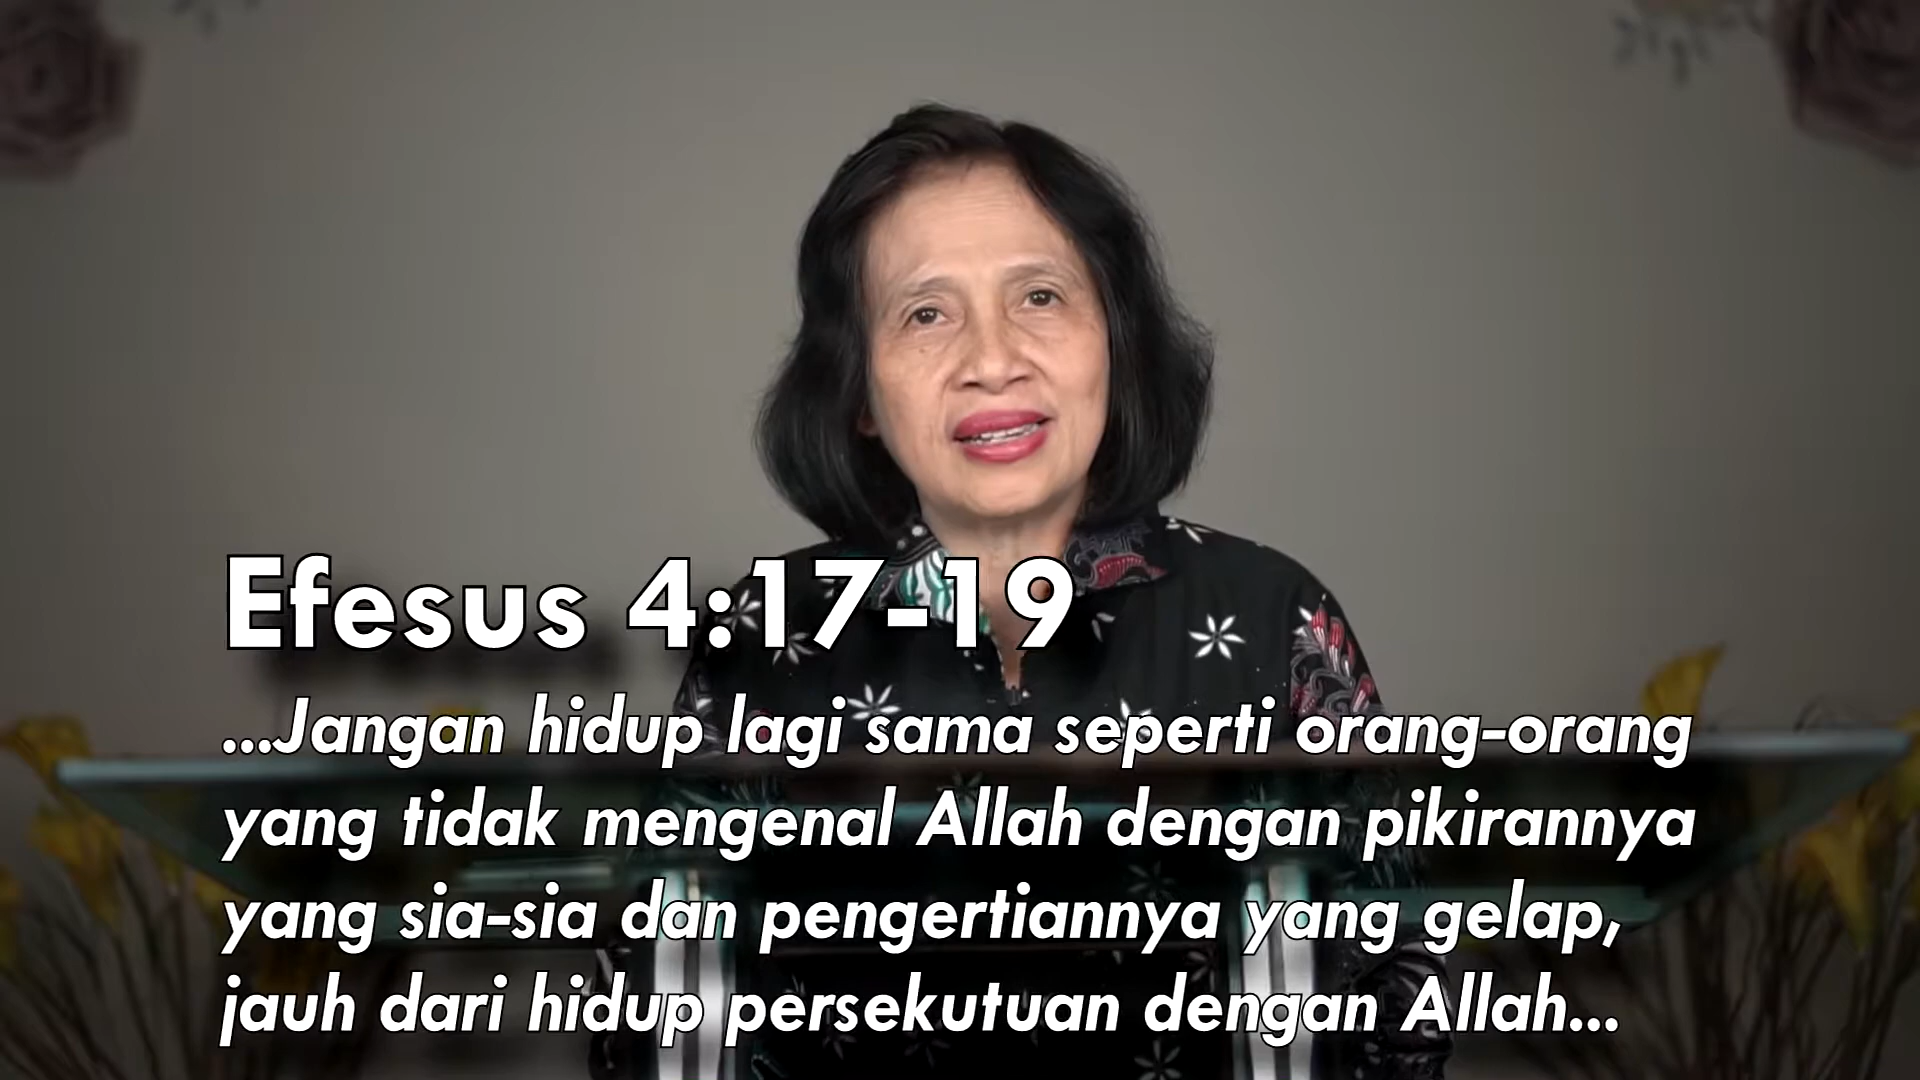 Efesus 4:17-19
...Jangan hidup lagi sama seperti orang-orang
yang tidak mengenal Allah dengan pikirannya
yang sia-sia dan pengertiannya yang gelap,
jauh dari hidup persekutuan dengan Allah...